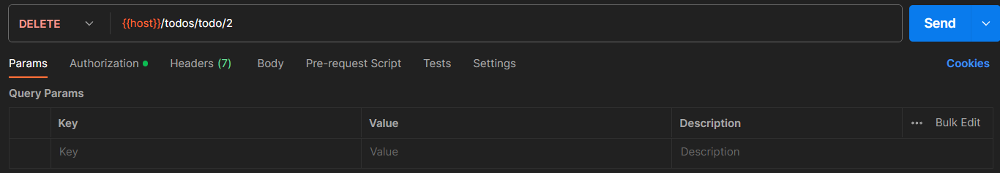 DELETE {{host}}/todos/todo/2 Send
Params Authorization Headers (7) Body Pre-request Script Tests Settings Cookies
Query Params
Key Value Description ••• Bulk Edit
Key Value Description